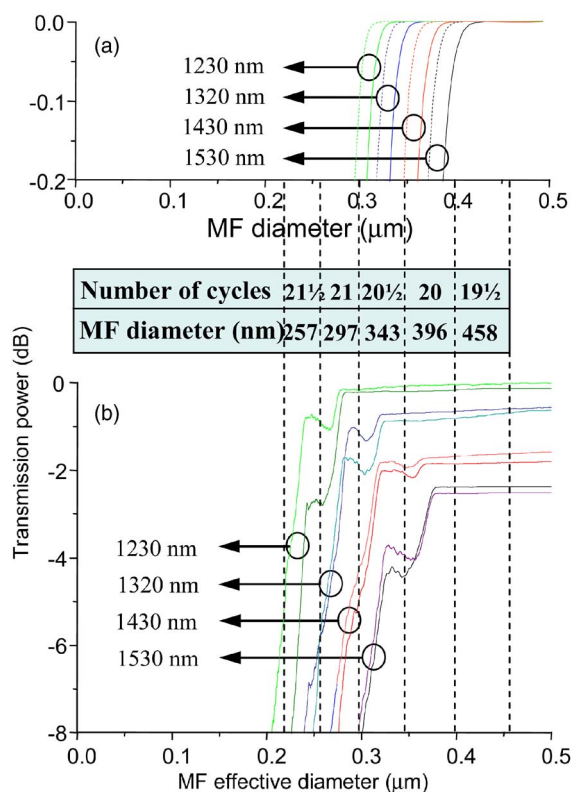 0.0
(a)
1230 nm
-0.1
1320 nm
1430 nm
1530 nm
-0.2
0.0 0.1 0.2 0.3 0.4 0.5
MF diameter (μm)
Number of cycles 21½ 21 20½ 20 19½
MF diameter (nm) 257 297 343 396 458
Transmission power (dB)
0
(b)
-2
-4
1230 nm
1320 nm
1430 nm
-6
1530 nm
-8
0.0 0.1 0.2 0.3 0.4 0.5
MF effective diameter (μm)